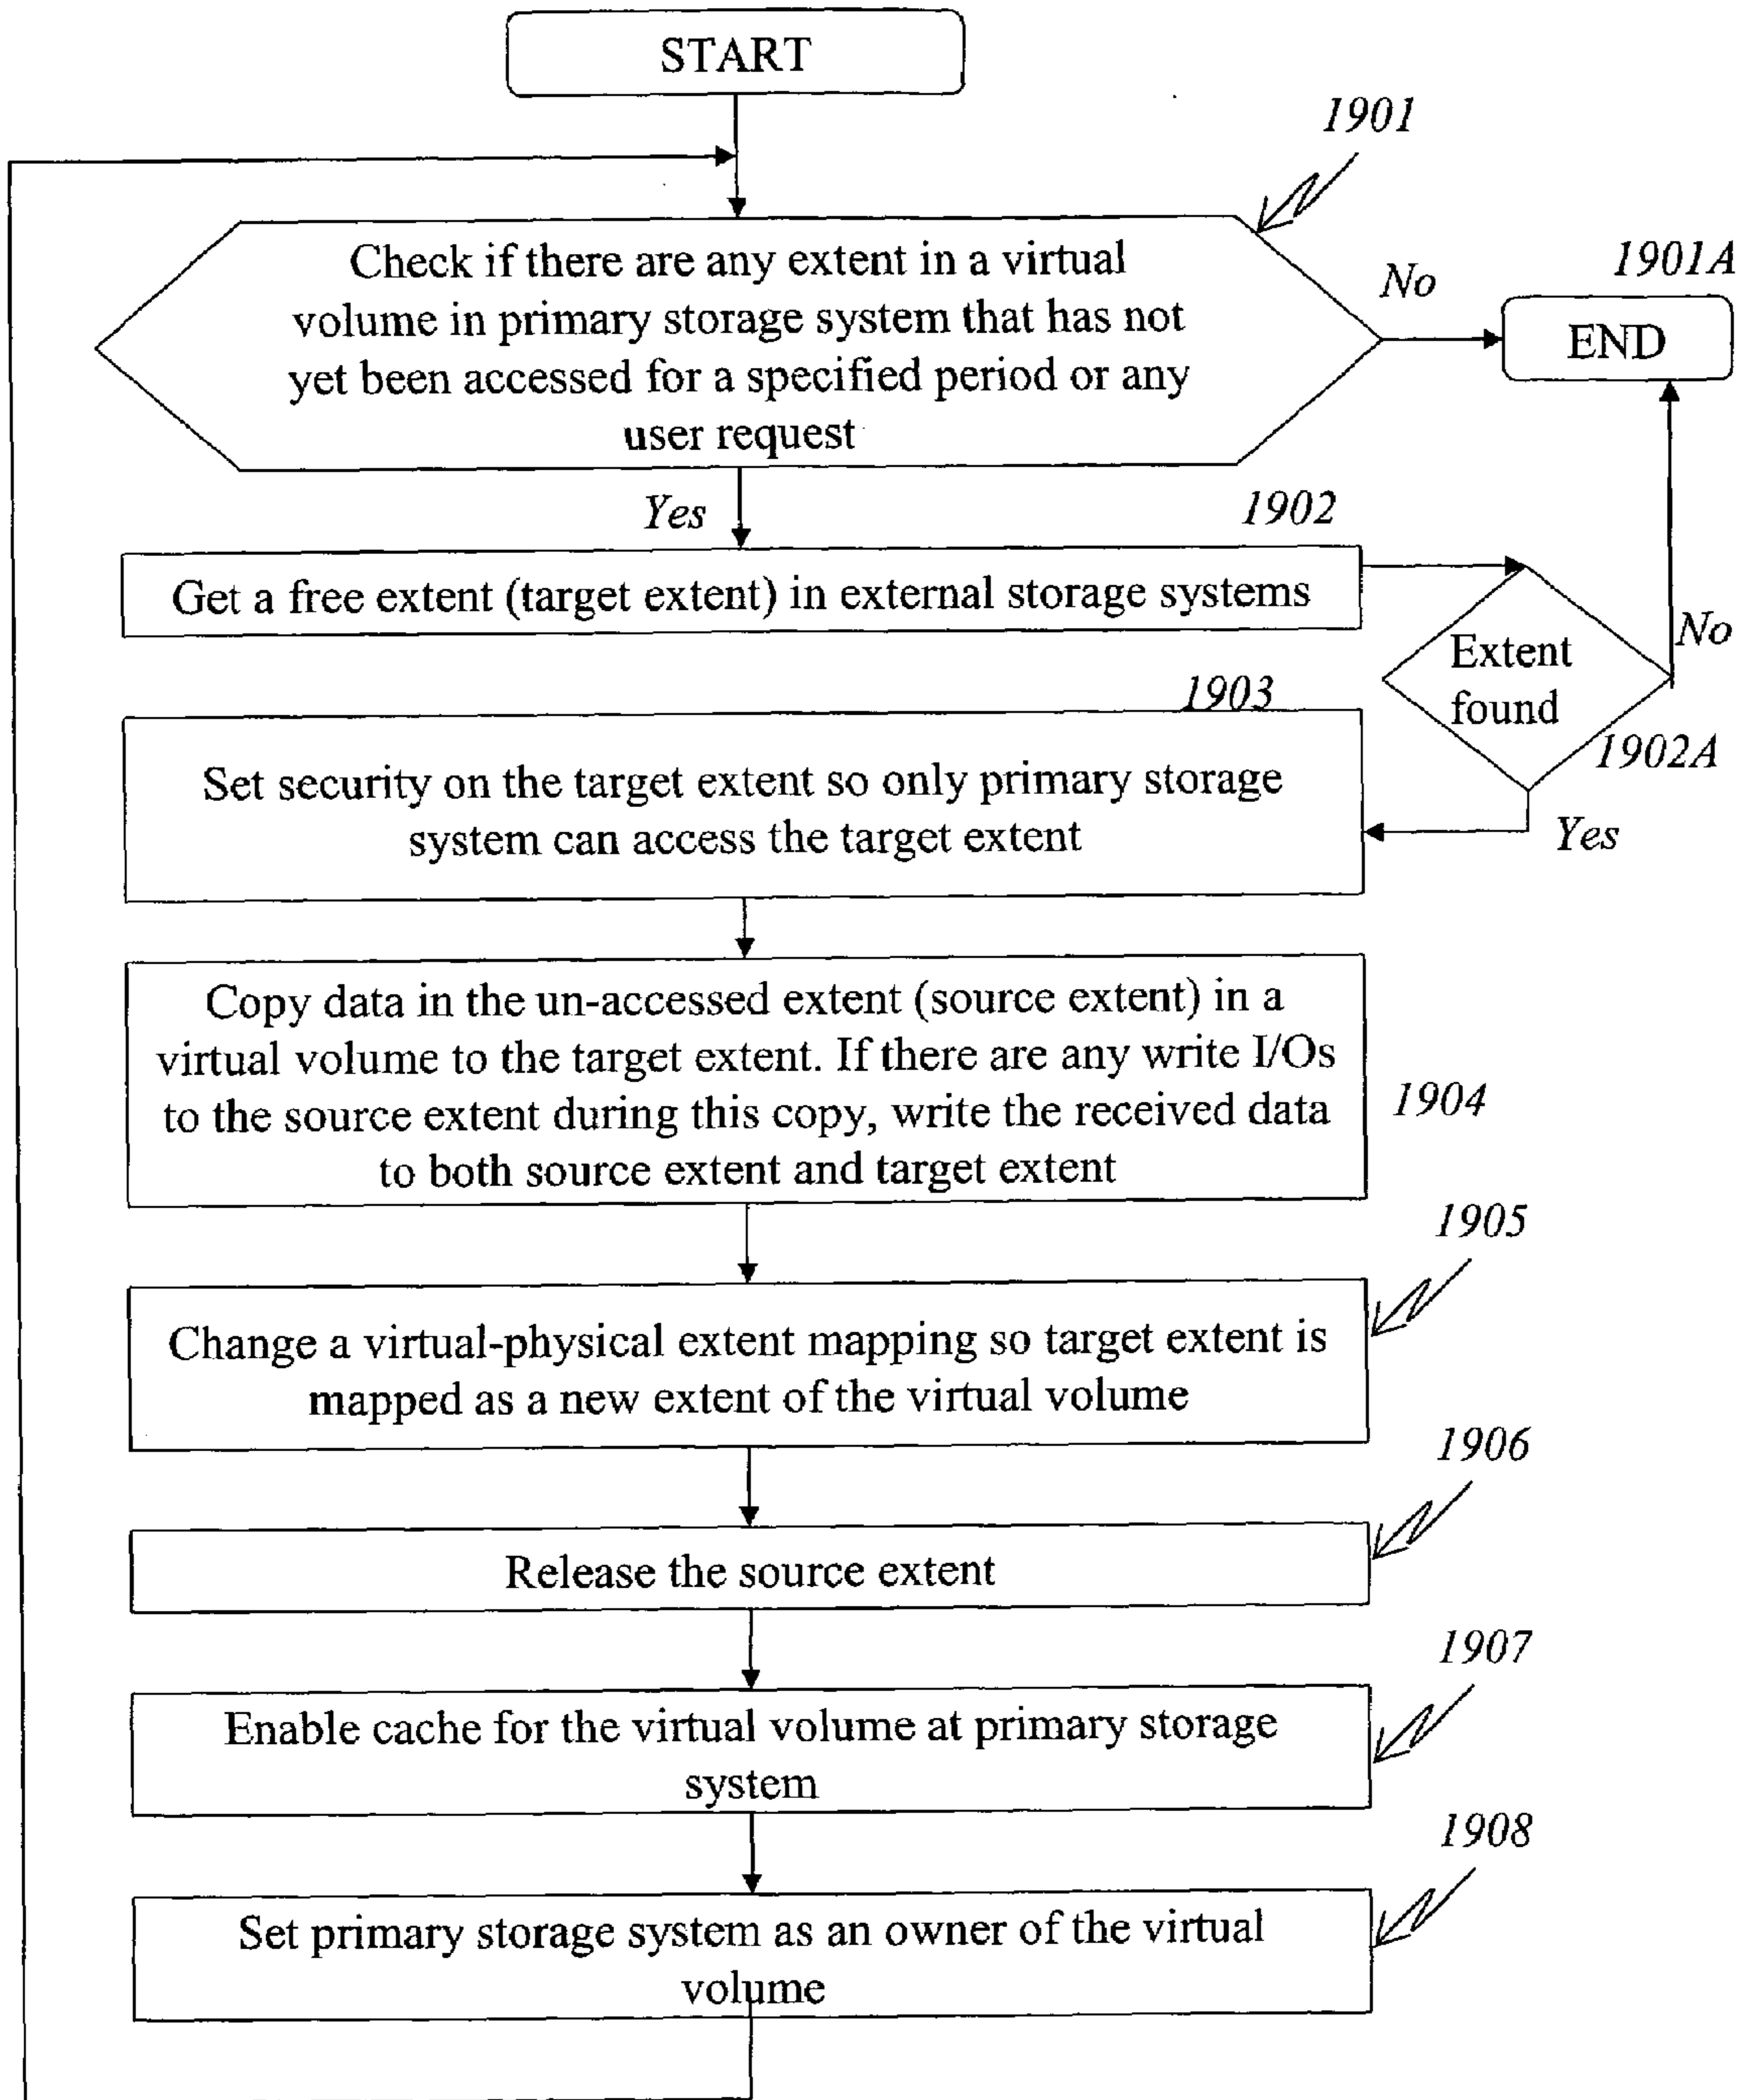 START
1901
Check if there are any extent in a virtual
volume in primary storage system that has not
yet been accessed for a specified period or any
user request
No
1901A
END
Yes
1902
Get a free extent (target extent) in external storage systems
Extent
found
No
1902A
Yes
1903
Set security on the target extent so only primary storage
system can access the target extent
Copy data in the un-accessed extent (source extent) in a
virtual volume to the target extent. If there are any write I/Os
to the source extent during this copy, write the received data
to both source extent and target extent
1904
1905
Change a virtual-physical extent mapping so target extent is
mapped as a new extent of the virtual volume
1906
Release the source extent
1907
Enable cache for the virtual volume at primary storage
system
1908
Set primary storage system as an owner of the virtual
volume